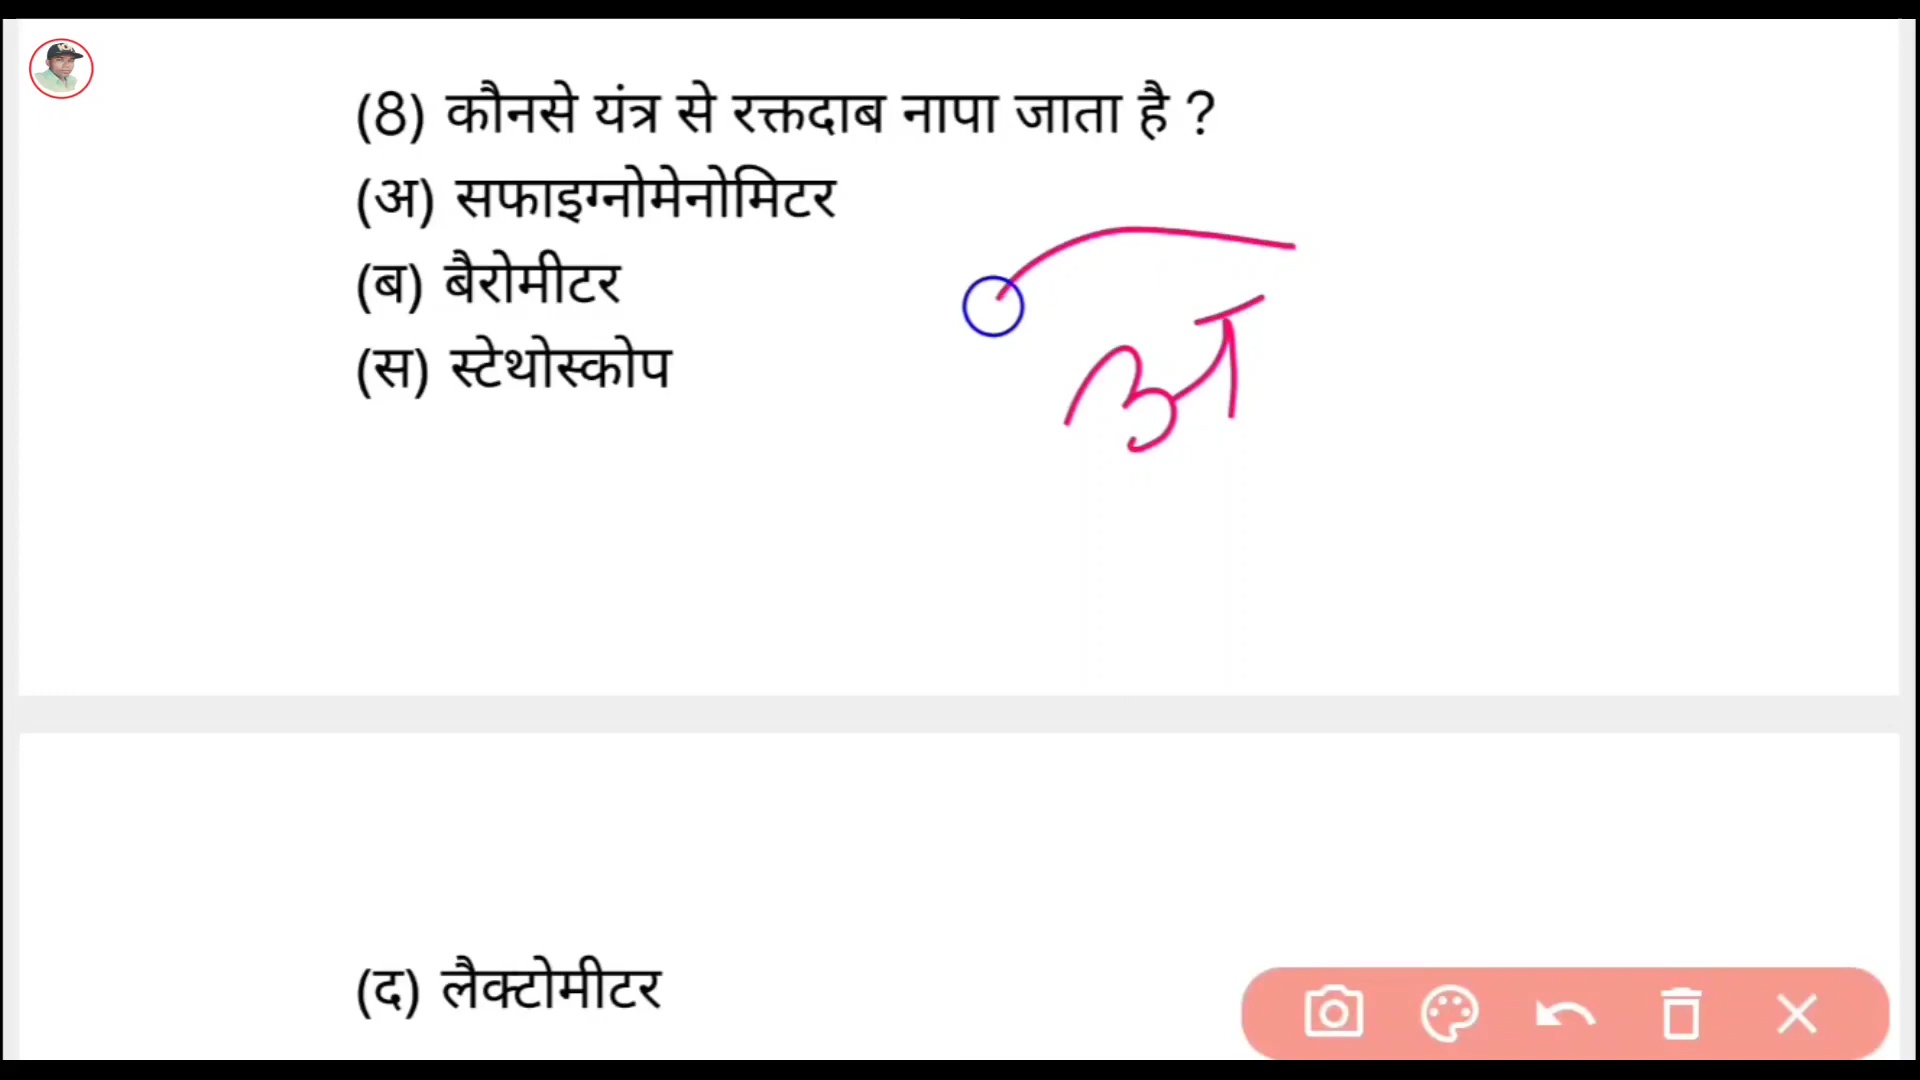 (8) कौनसे यंत्र से रक्तदाब नापा जाता है ?
(अ) सफाइग्नोमेनोमिटर
(ब) बैरोमीटर
(स) स्टेथोस्कोप
अ
(द) लैक्टोमीटर